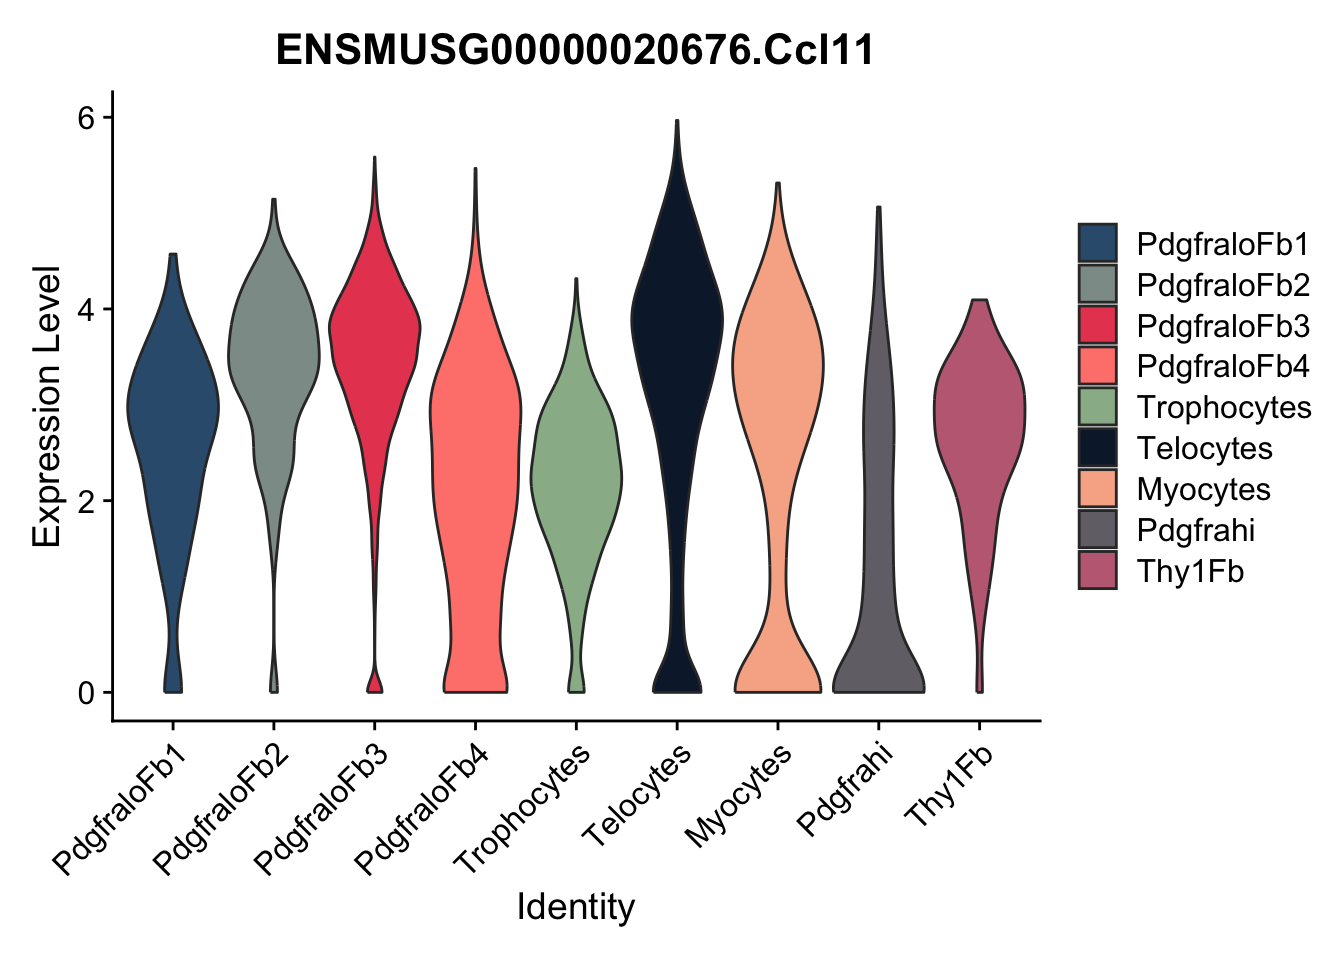 ENSMUSG00000020676.Ccl11
Expression Level
6
4
2
0
PdgfraloFb1
PdgfraloFb2
PdgfraloFb3
PdgfraloFb4
Trophocytes
Telocytes
Myocytes
Pdgfrahi
Thy1Fb
Identity
PdgfraloFb1
PdgfraloFb2
PdgfraloFb3
PdgfraloFb4
Trophocytes
Telocytes
Myocytes
Pdgfrahi
Thy1Fb